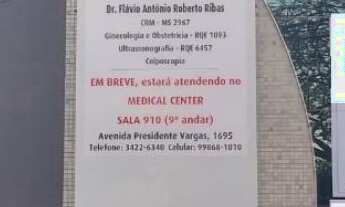 Dr. Flávio Antônio Roberto Ribas
CRM - MS 2967
Ginecologia e Obstetrícia - RQE 1093
Ultrassonografia - RQE 6457
Colposcopia
EM BREVE, estará atendendo no
MEDICAL CENTER
SALA 910 (9º andar)
Avenida Presidente Vargas, 1695
Telefone: 3422-6340 Celular: 99868-1010